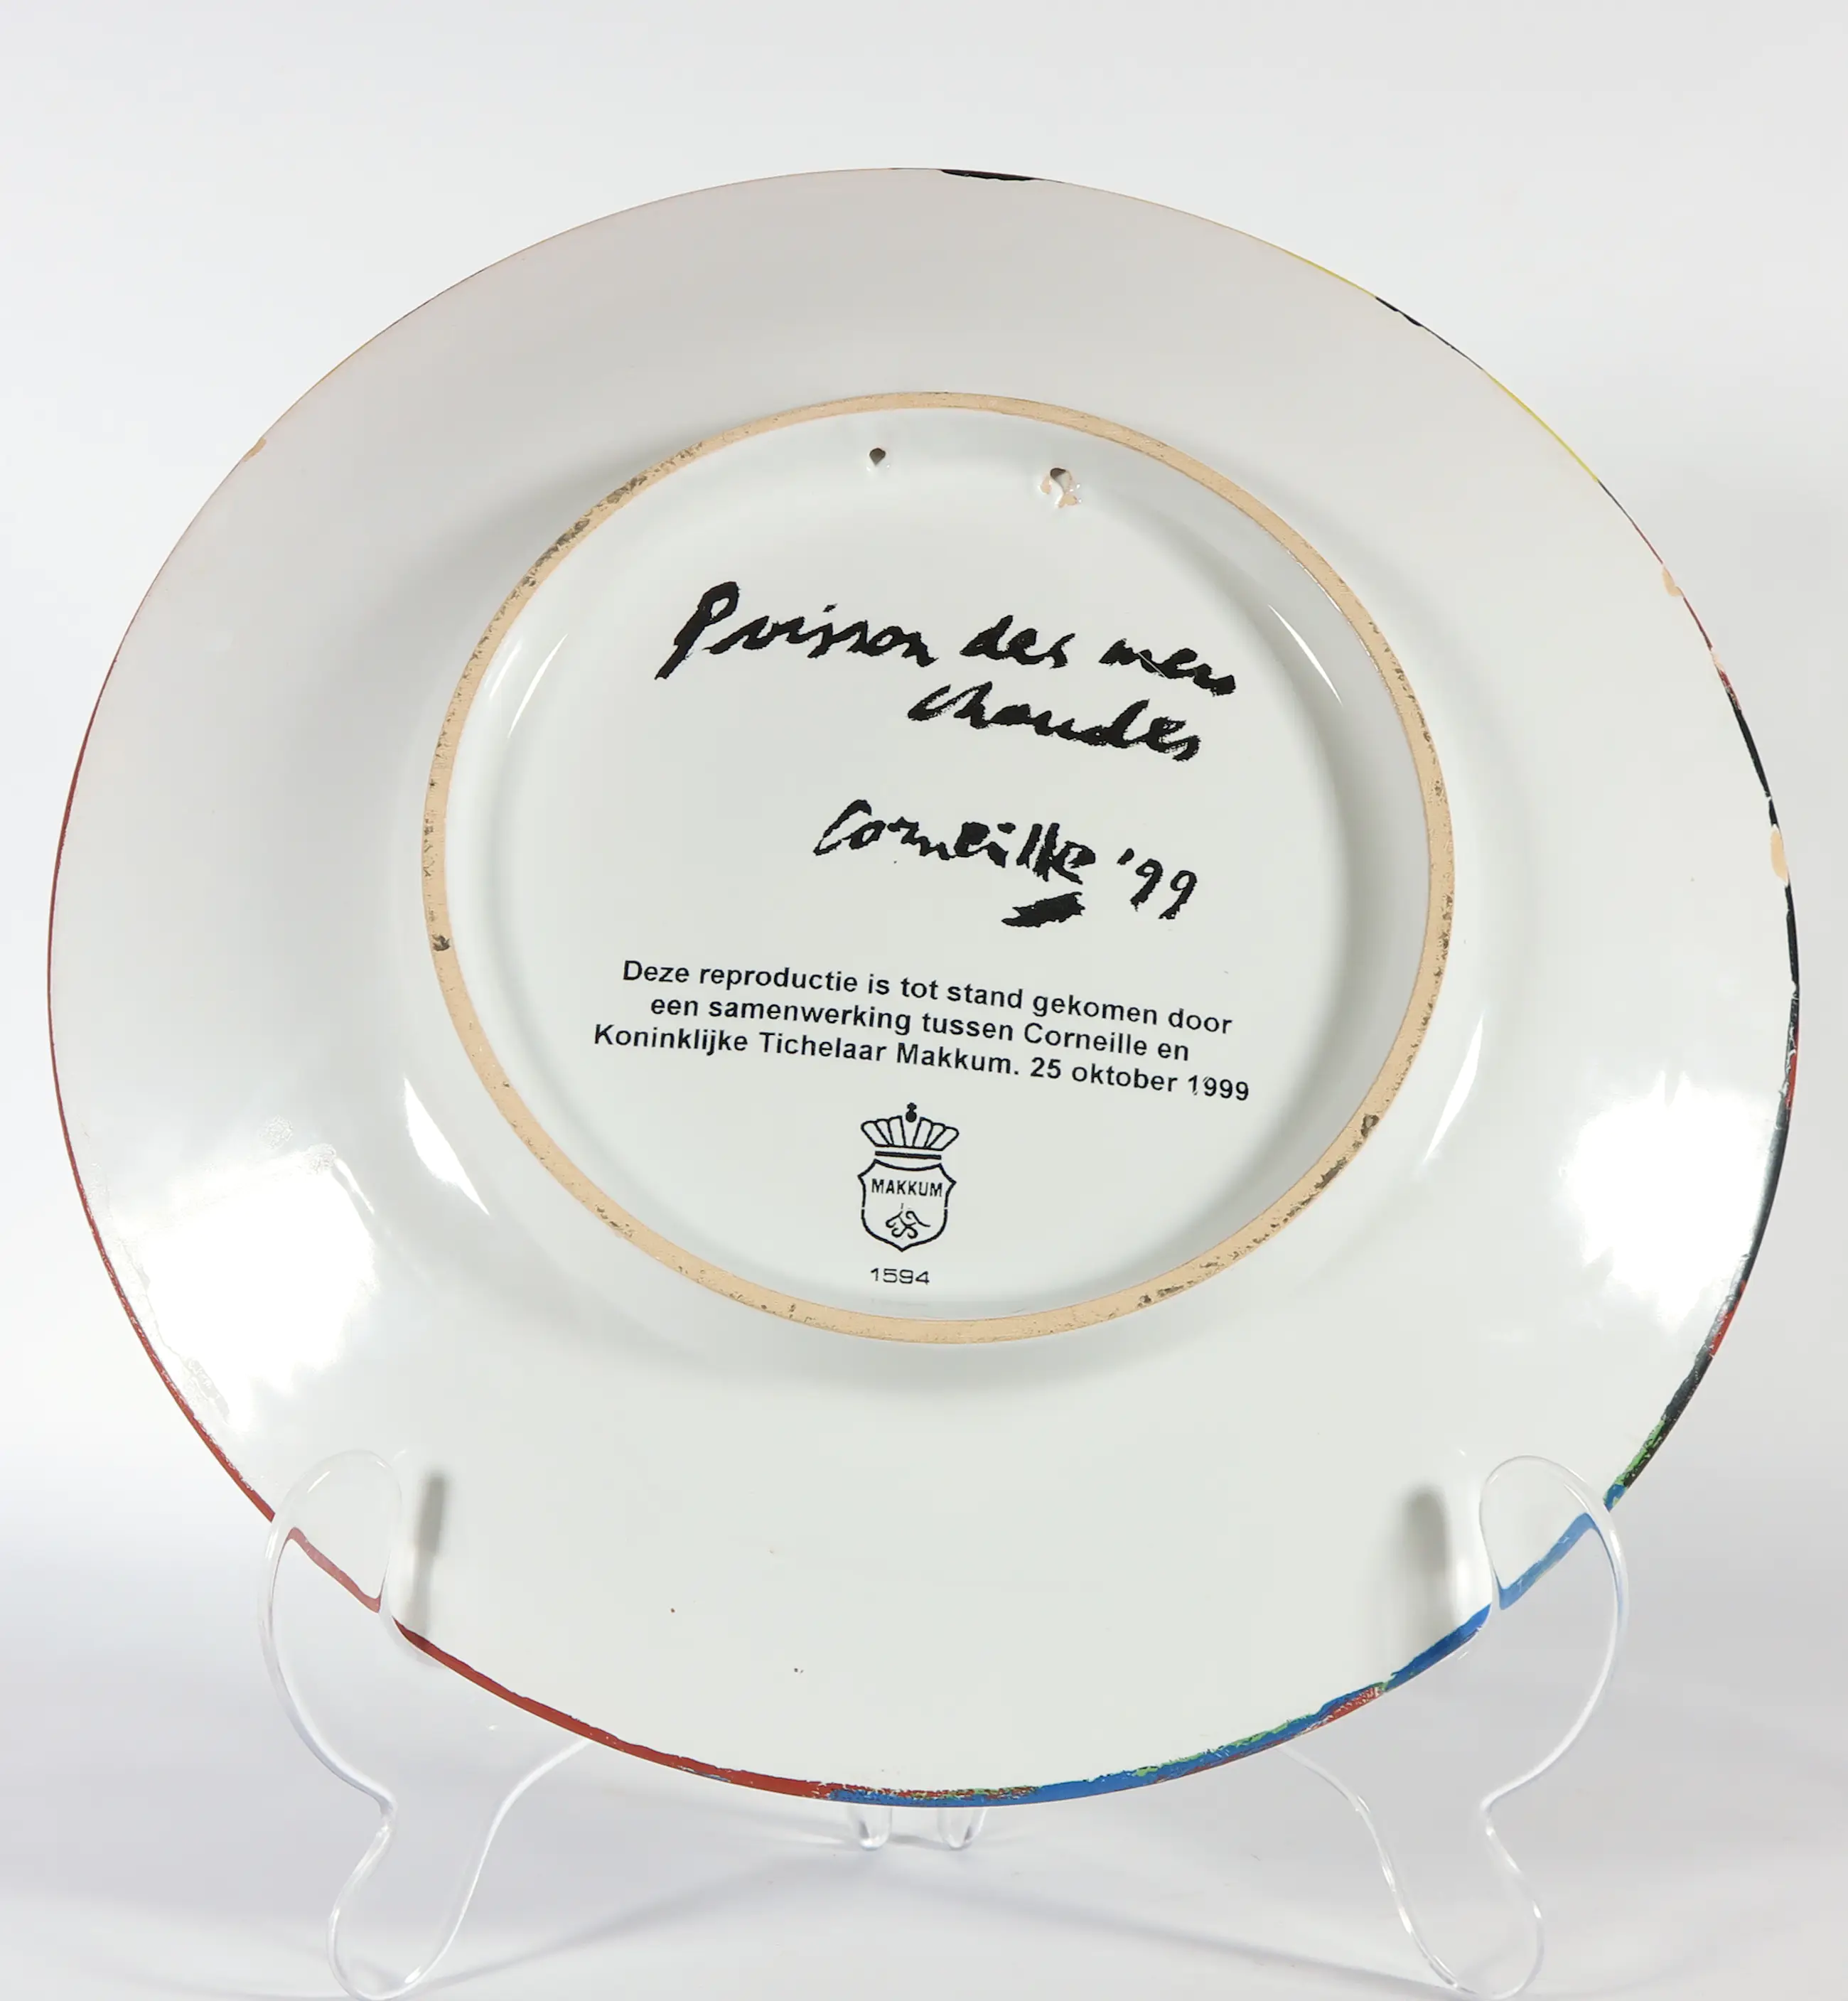 Poisson des mers
chaudes
Corneille '99
Deze reproductie is tot stand gekomen door
een samenwerking tussen Corneille en
Koninklijke Tichelaar Makkum. 25 oktober 1999
MAKKUM
1594